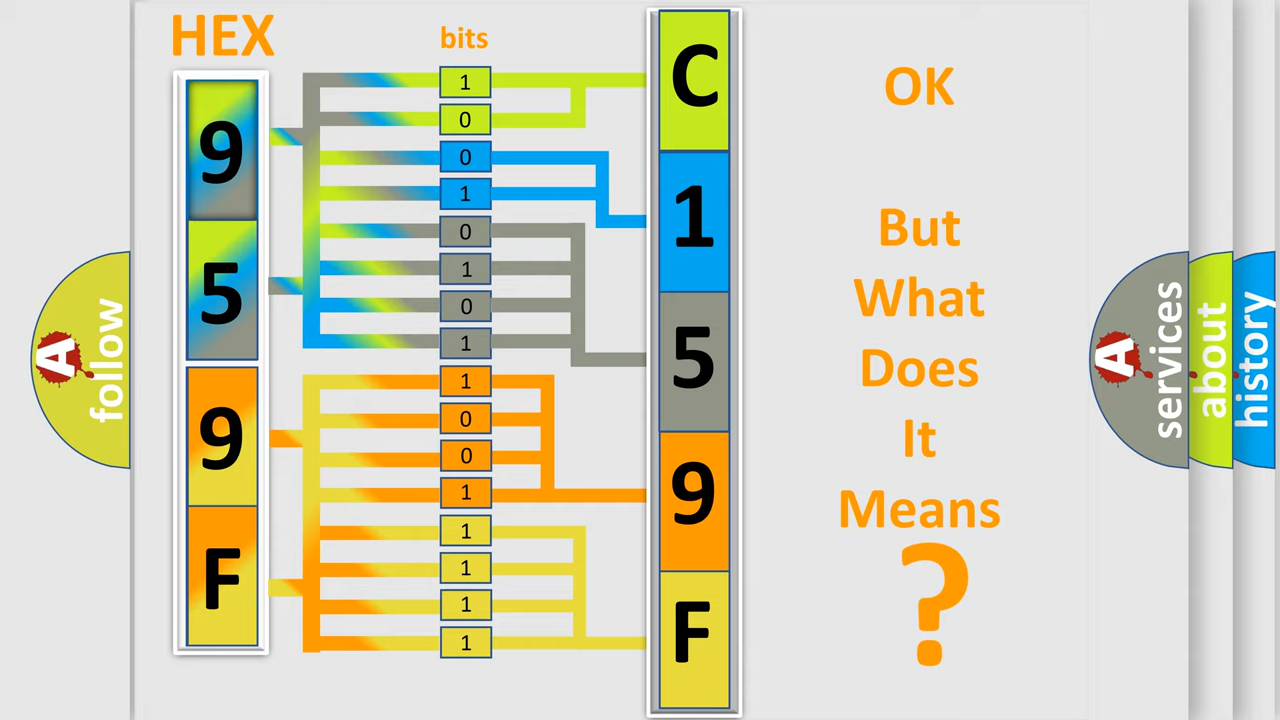 HEX
9
5
9
F
bits
1
0
0
1
0
1
0
1
1
0
0
1
1
1
1
1
C
1
5
9
F
OK
But
What
Does
It
Means
?
A
follow
A
services
about
history